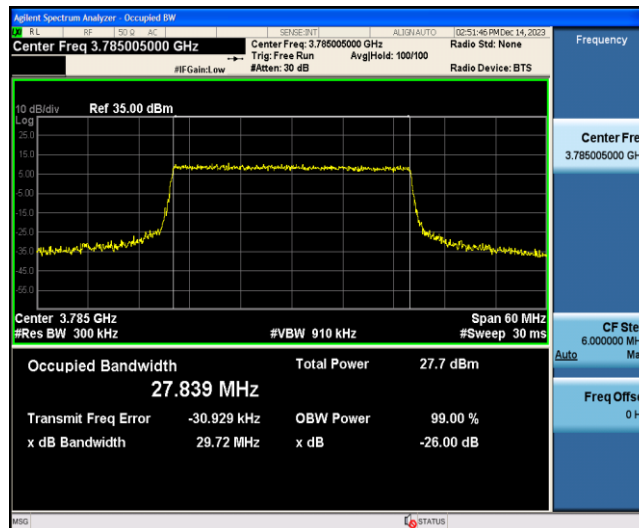 Agilent Spectrum Analyzer - Occupied BW
RL RF 50 Ω AC SENSE:INT ALIGN AUTO 02:51:46 PM Dec 14, 2023
Center Freq 3.785005000 GHz
Center Freq: 3.785005000 GHz
Radio Std: None
Trig: Free Run Avg|Hold: 100/100
#IFGain:Low
#Atten: 30 dB
Radio Device: BTS
Frequency
10 dB/div Ref 35.00 dBm
Log
25.0
15.0
5.00
-5.00
-15.0
-25.0
-35.0
-45.0
-55.0
Center Fre
3.785005000 GH
Center 3.785 GHz Span 60 MHz
#Res BW 300 kHz #VBW 910 kHz #Sweep 30 ms
CF Ste
6.000000 MH
Auto Ma
Occupied Bandwidth Total Power 27.7 dBm
27.839 MHz
Transmit Freq Error -30.929 kHz OBW Power 99.00 %
x dB Bandwidth 29.72 MHz x dB -26.00 dB
Freq Offse
0 H
MSG STATUS